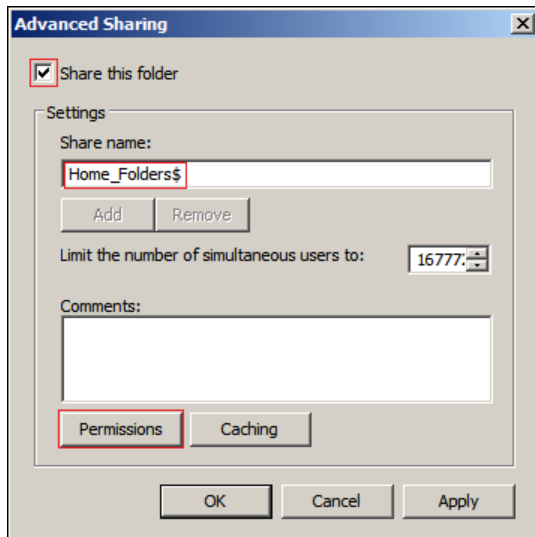 Advanced Sharing
Share this folder
Settings
Share name:
Home_Folders$
Add Remove
Limit the number of simultaneous users to: 16777
Comments:
Permissions Caching
OK Cancel Apply